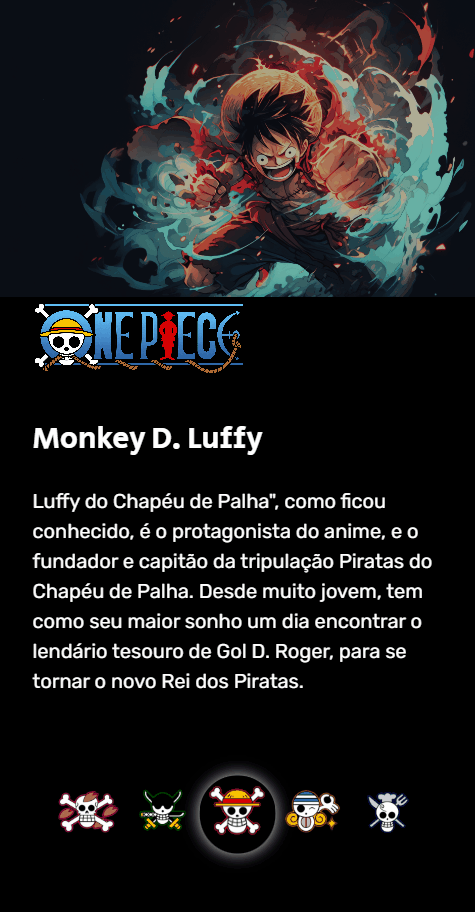 ONE PIECE
Monkey D. Luffy
Luffy do Chapéu de Palha", como ficou
conhecido, é o protagonista do anime, e o
fundador e capitão da tripulação Piratas do
Chapéu de Palha. Desde muito jovem, tem
como seu maior sonho um dia encontrar o
lendário tesouro de Gol D. Roger, para se
tornar o novo Rei dos Piratas.